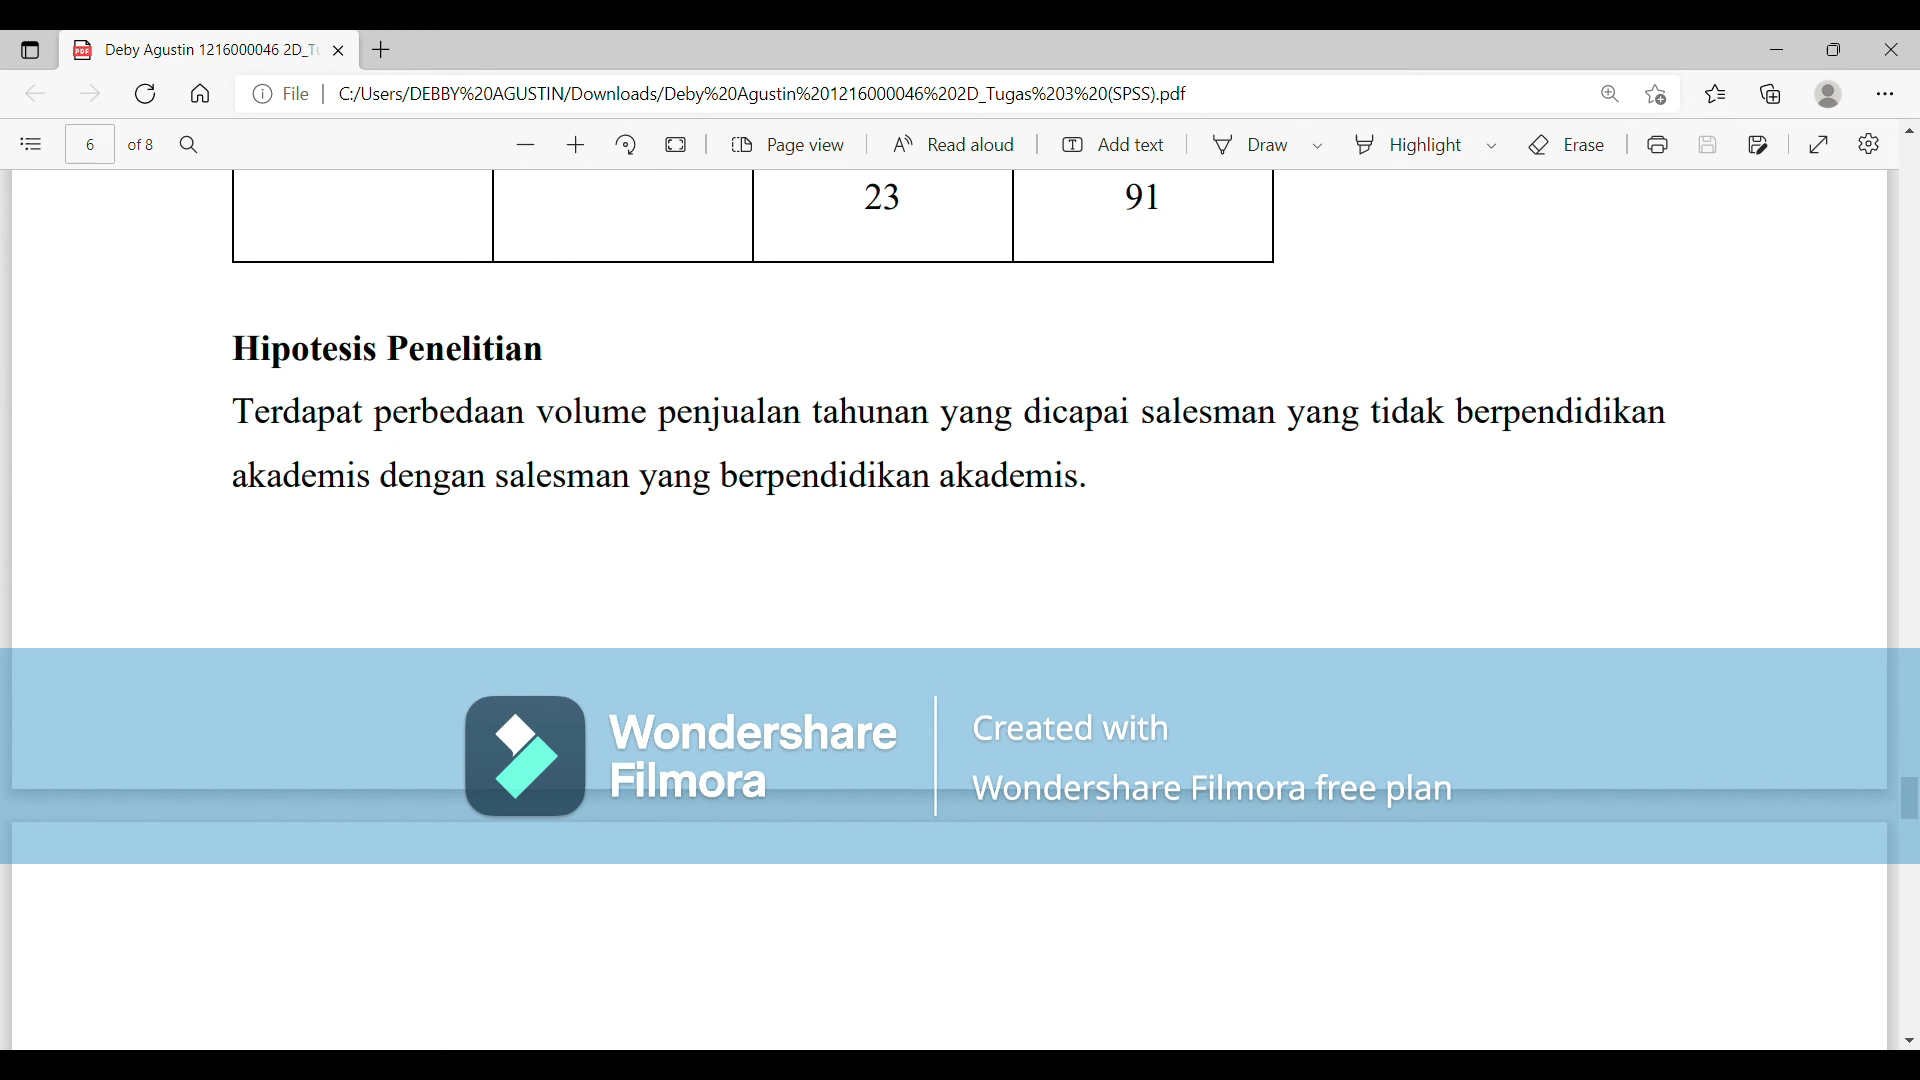 Deby Agustin 1216000046 2D_Tu
File
C:/Users/DEBBY%20AGUSTIN/Downloads/Deby%20Agustin%201216000046%202D_Tugas%203%20(SPSS).pdf
6 of 8
Page view
Read aloud
Add text
Draw
Highlight
Erase
23 91
Hipotesis Penelitian
Terdapat perbedaan volume penjualan tahunan yang dicapai salesman yang tidak berpendidikan
akademis dengan salesman yang berpendidikan akademis.
Wondershare
Filmora
Created with
Wondershare Filmora free plan